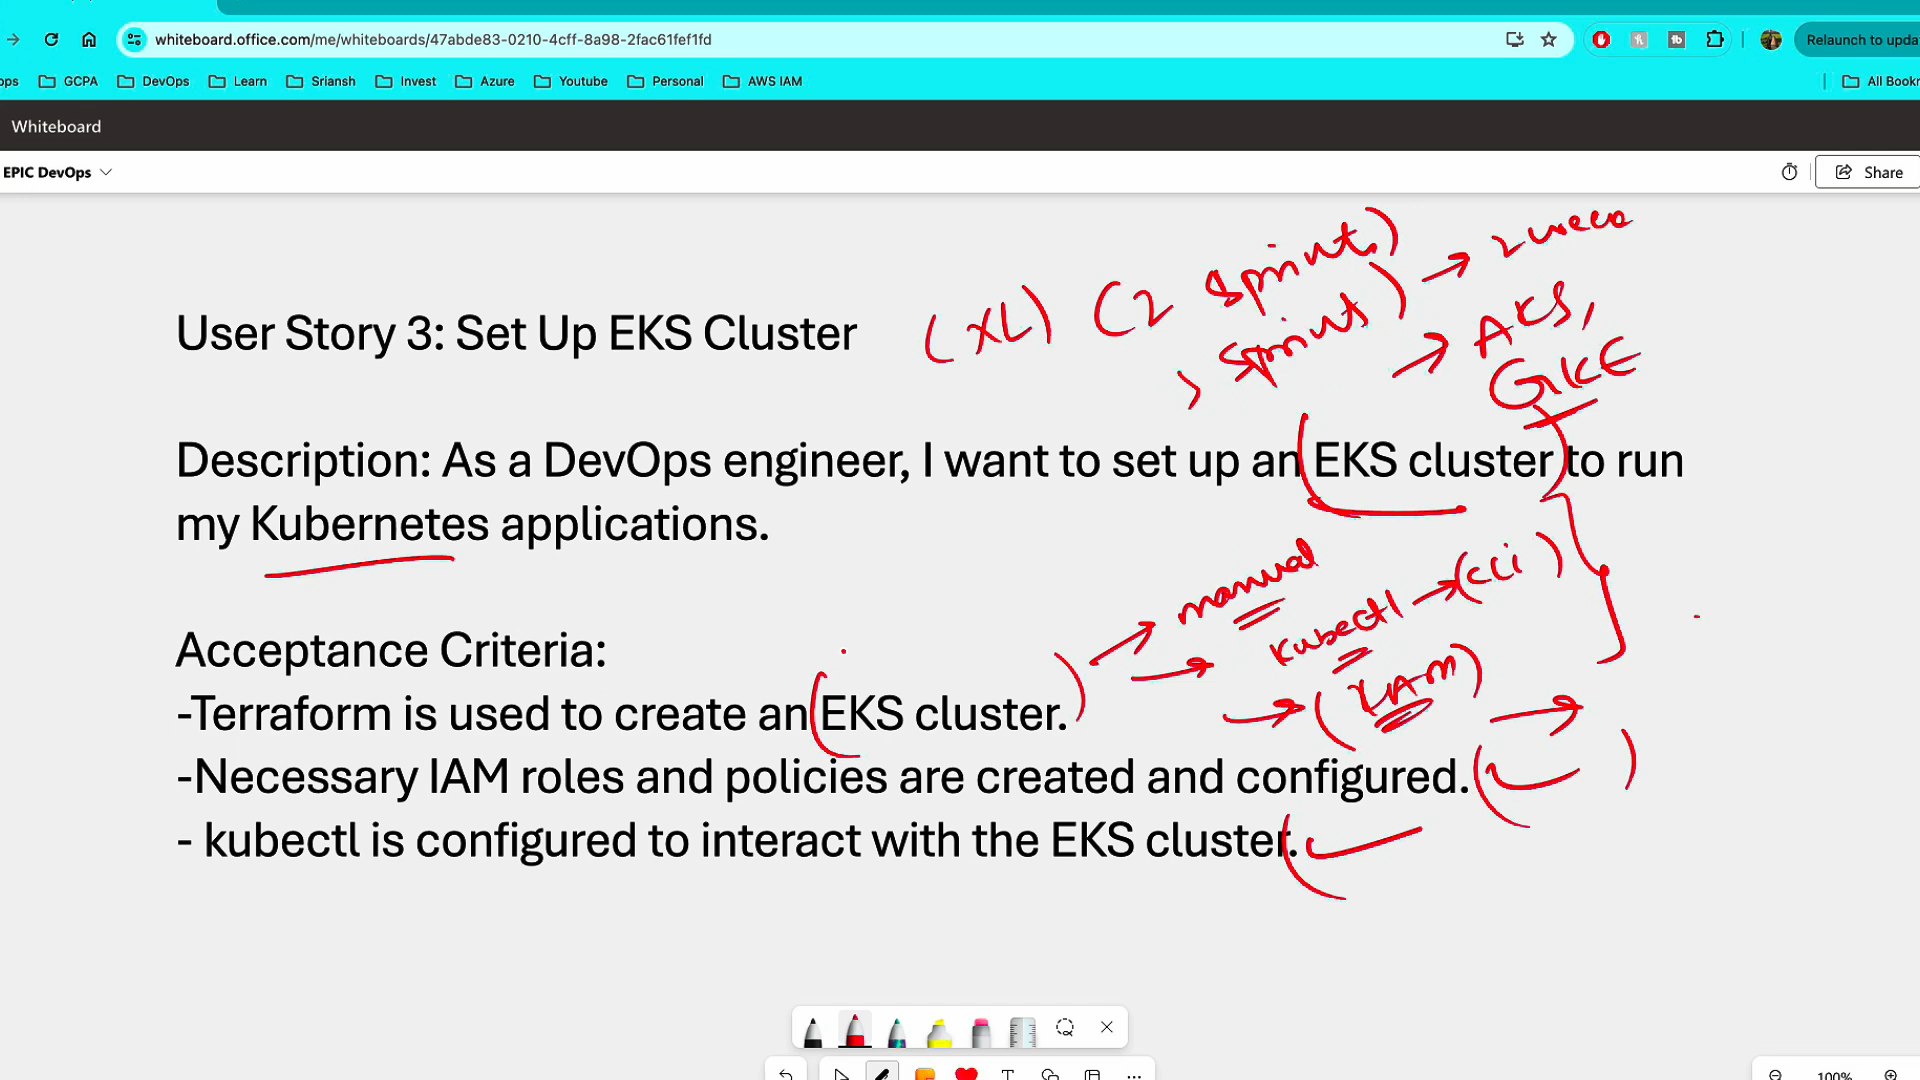 whiteboard.office.com/me/whiteboards/47abde83-0210-4cff-8a98-2fac61fef1fd
Relaunch to upda
ops GCPA DevOps Learn Sriansh Invest Azure Youtube Personal AWS IAM All Bookr
Whiteboard
EPIC DevOps
Share
User Story 3: Set Up EKS Cluster
(XL) (2 Sprints)
sprints)
AKS,
GKE
Description: As a DevOps engineer, I want to set up an EKS cluster to run
my Kubernetes applications.
manual
kubectl → (cli)
(IAM)
Acceptance Criteria:
-Terraform is used to create an EKS cluster.
-Necessary IAM roles and policies are created and configured.
- kubectl is configured to interact with the EKS cluster.
100%